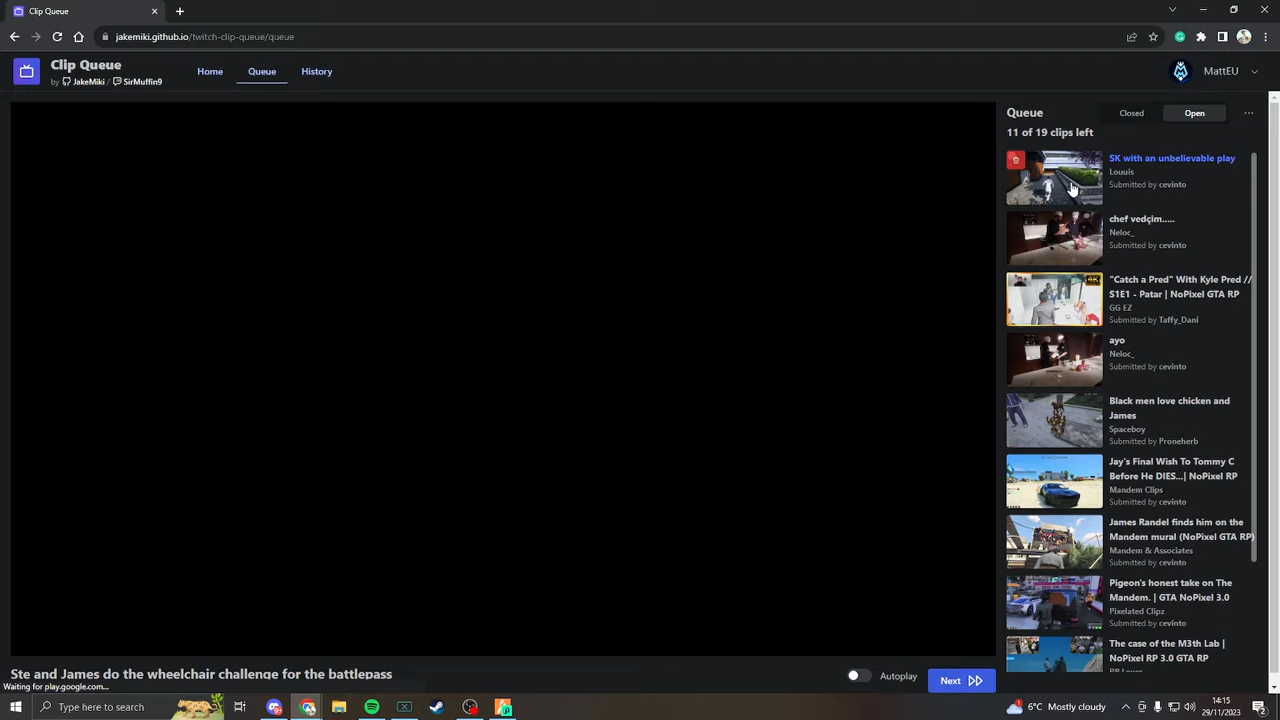 Clip Queue
jakemiki.github.io/twitch-clip-queue/queue
Clip Queue
by JakeMiki / SirMuffin9
Home
Queue
History
MattEU
Queue
Closed
Open
11 of 19 clips left
SK with an unbelievable play
Louuis
Submitted by cevinto
chef vedçim.....
Neloc_
Submitted by cevinto
"Catch a Pred" With Kyle Pred //
S1E1 - Patar | NoPixel GTA RP
GG EZ
Submitted by Taffy_Dani
ayo
Neloc_
Submitted by cevinto
Black men love chicken and
James
Spaceboy
Submitted by Proneherb
Jay's Final Wish To Tommy C
Before He DIES...| NoPixel RP
Mandem Clips
Submitted by cevinto
James Randel finds him on the
Mandem mural (NoPixel GTA RP)
Mandem & Associates
Submitted by cevinto
Pigeon's honest take on The
Mandem. | GTA NoPixel 3.0
Pixelated Clipz
Submitted by cevinto
The case of the M3th Lab |
NoPixel RP 3.0 GTA RP
Ste and James do the wheelchair challenge for the battlepass
Autoplay
Next
Waiting for play.google.com...
Type here to search
6°C Mostly cloudy
14:15
29/11/2023
2